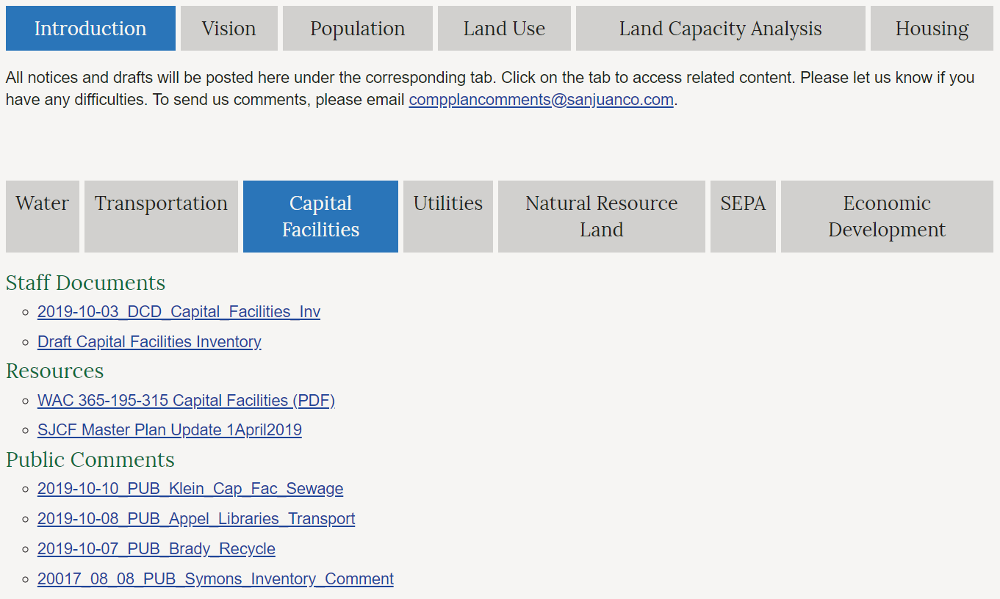 Introduction
Vision
Population
Land Use
Land Capacity Analysis
Housing
All notices and drafts will be posted here under the corresponding tab. Click on the tab to access related content. Please let us know if you
have any difficulties. To send us comments, please email compplancomments@sanjuanco.com.
Water
Transportation
Capital
Facilities
Utilities
Natural Resource
Land
SEPA
Economic
Development
Staff Documents
2019-10-03_DCD_Capital_Facilities_Inv
Draft Capital Facilities Inventory
Resources
WAC 365-195-315 Capital Facilities (PDF)
SJCF Master Plan Update 1April2019
Public Comments
2019-10-10_PUB_Klein_Cap_Fac_Sewage
2019-10-08_PUB_Appel_Libraries_Transport
2019-10-07_PUB_Brady_Recycle
20017_08_08_PUB_Symons_Inventory_Comment